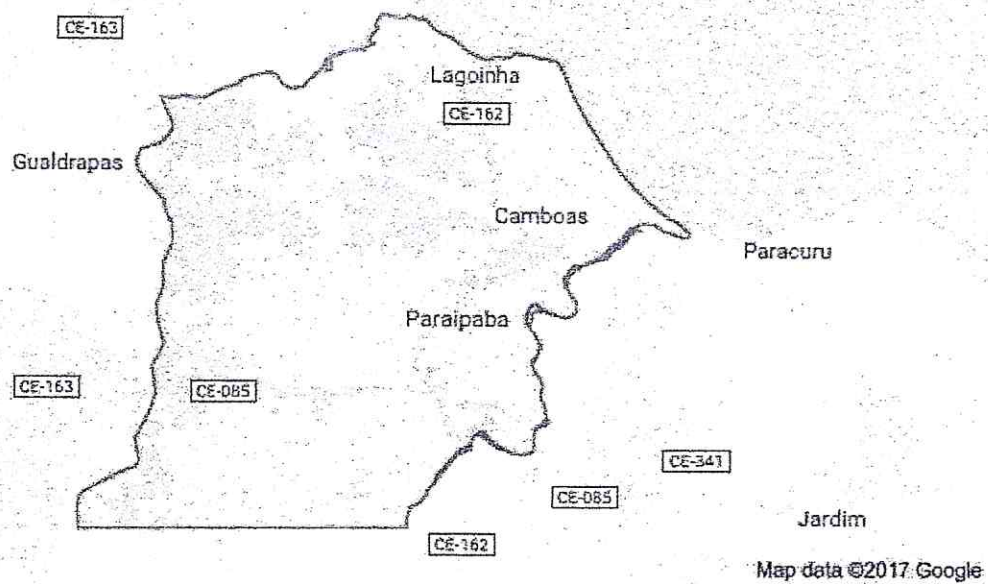 CE-163
Lagoinha
CE-162
Gualdrapas
Camboas
Paracuru
Paraipaba
CE-163
CE-085
CE-341
CE-085
Jardim
CE-162
Map data ©2017 Google